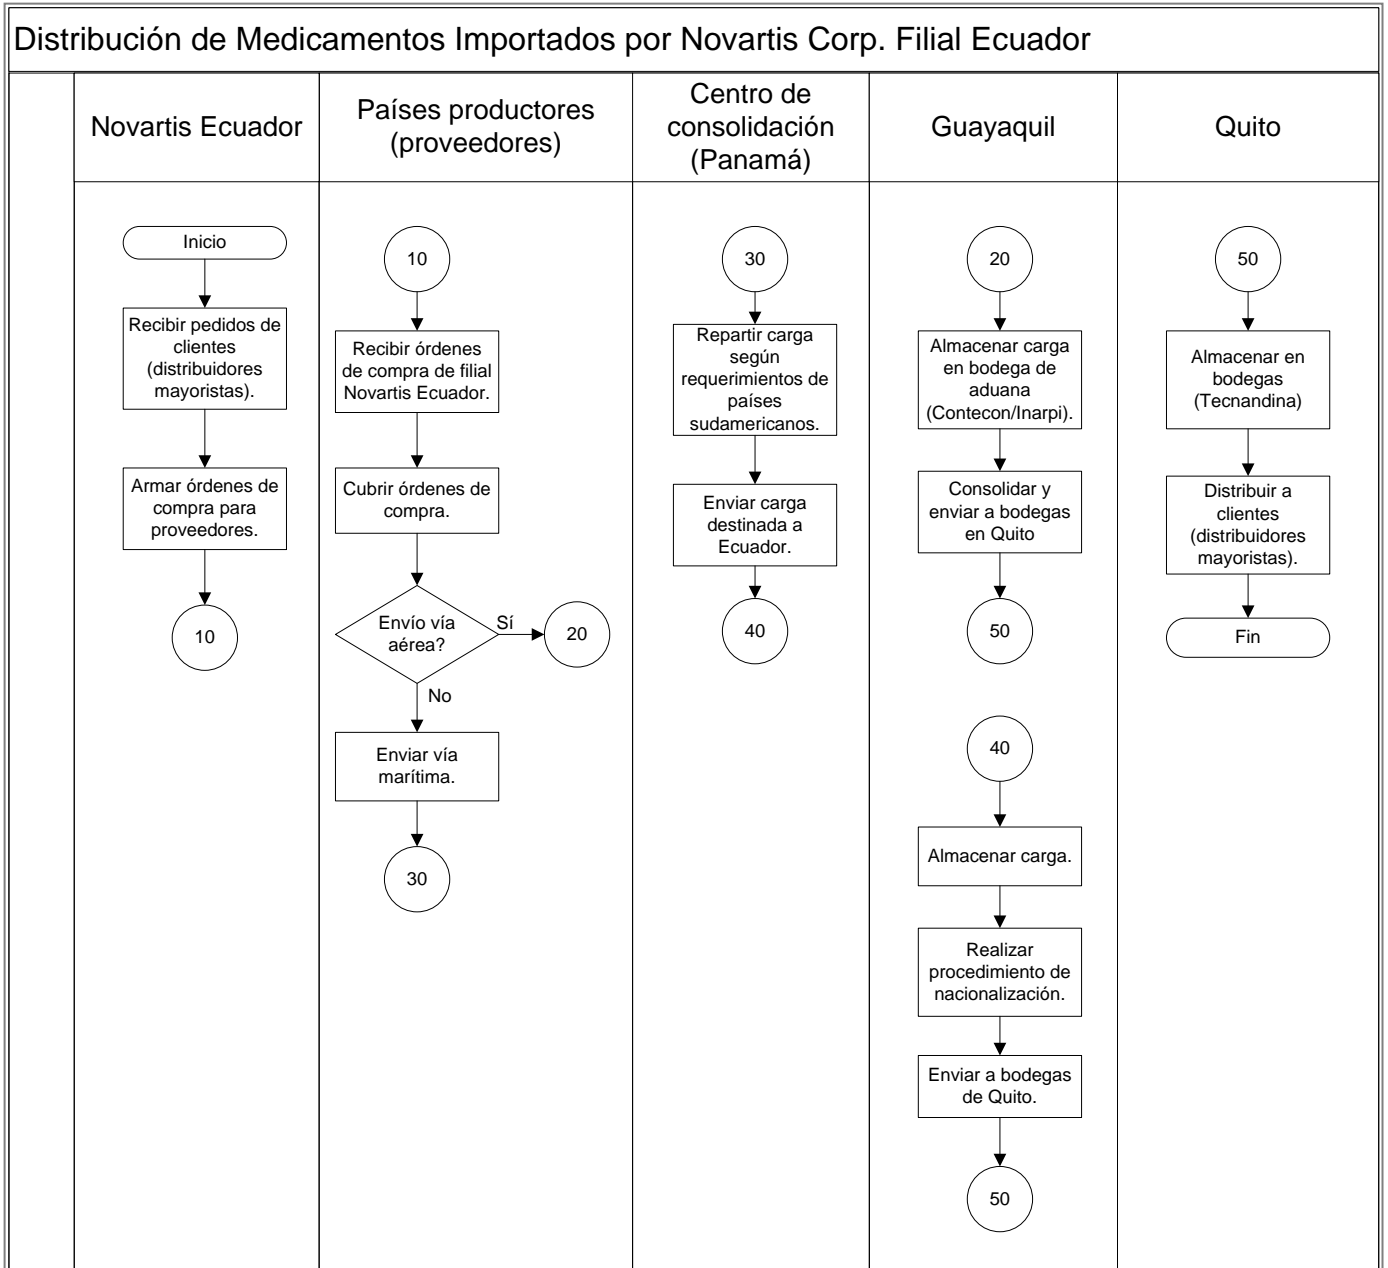 Distribución de Medicamentos Importados por Novartis Corp. Filial Ecuador
Novartis Ecuador
Países productores
(proveedores)
Centro de
consolidación
(Panamá)
Guayaquil
Quito
Inicio
Recibir pedidos de
clientes
(distribuidores
mayoristas).
Armar órdenes de
compra para
proveedores.
10
10
Recibir órdenes
de compra de filial
Novartis Ecuador.
Cubrir órdenes de
compra.
Envío vía
aérea?
Sí
20
No
Enviar vía
marítima.
30
30
Repartir carga
según
requerimientos de
países
sudamericanos.
Enviar carga
destinada a
Ecuador.
40
20
Almacenar carga
en bodega de
aduana
(Contecon/Inarpi).
Consolidar y
enviar a bodegas
en Quito
50
40
Almacenar carga.
Realizar
procedimiento de
nacionalización.
Enviar a bodegas
de Quito.
50
50
Almacenar en
bodegas
(Tecnandina)
Distribuir a
clientes
(distribuidores
mayoristas).
Fin